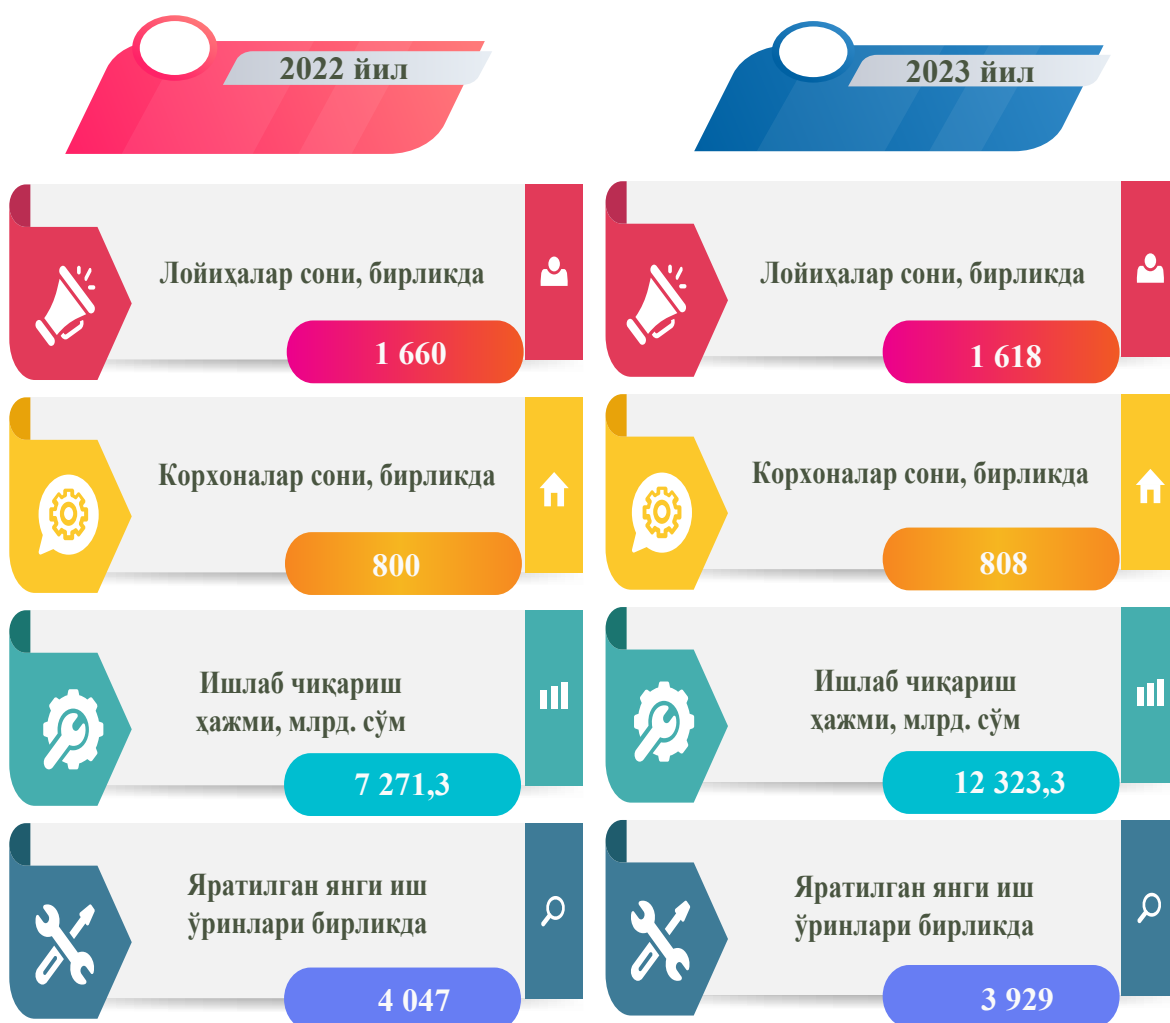 2022 йил
Лойиҳалар сони, бирликда
1 660
Корхоналар сони, бирликда
800
Ишлаб чиқариш
ҳажми, млрд. сўм
7 271,3
Яратилган янги иш
ўринлари бирликда
4 047
2023 йил
Лойиҳалар сони, бирликда
1 618
Корхоналар сони, бирликда
808
Ишлаб чиқариш
ҳажми, млрд. сўм
12 323,3
Яратилган янги иш
ўринлари бирликда
3 929